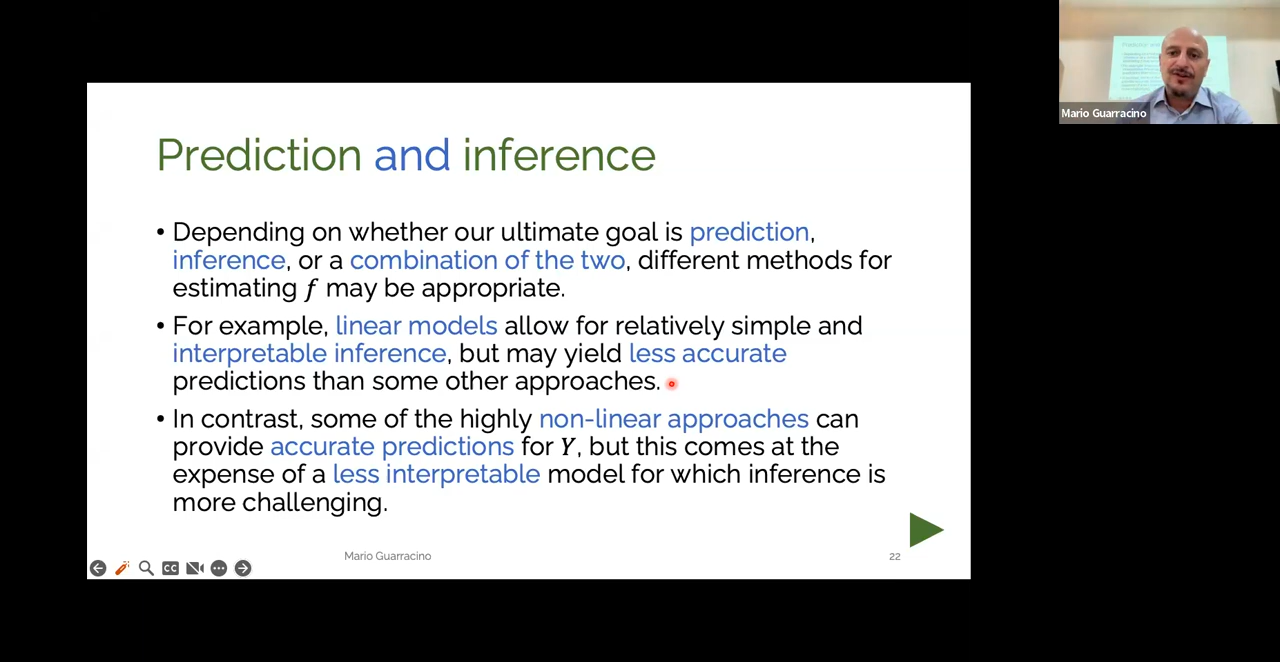 Mario Guarracino
Prediction and inference
• Depending on whether our ultimate goal is prediction,
inference, or a combination of the two, different methods for
estimating f may be appropriate.
• For example, linear models allow for relatively simple and
interpretable inference, but may yield less accurate
predictions than some other approaches.
• In contrast, some of the highly non-linear approaches can
provide accurate predictions for Y, but this comes at the
expense of a less interpretable model for which inference is
more challenging.
Mario Guarracino
22
CC